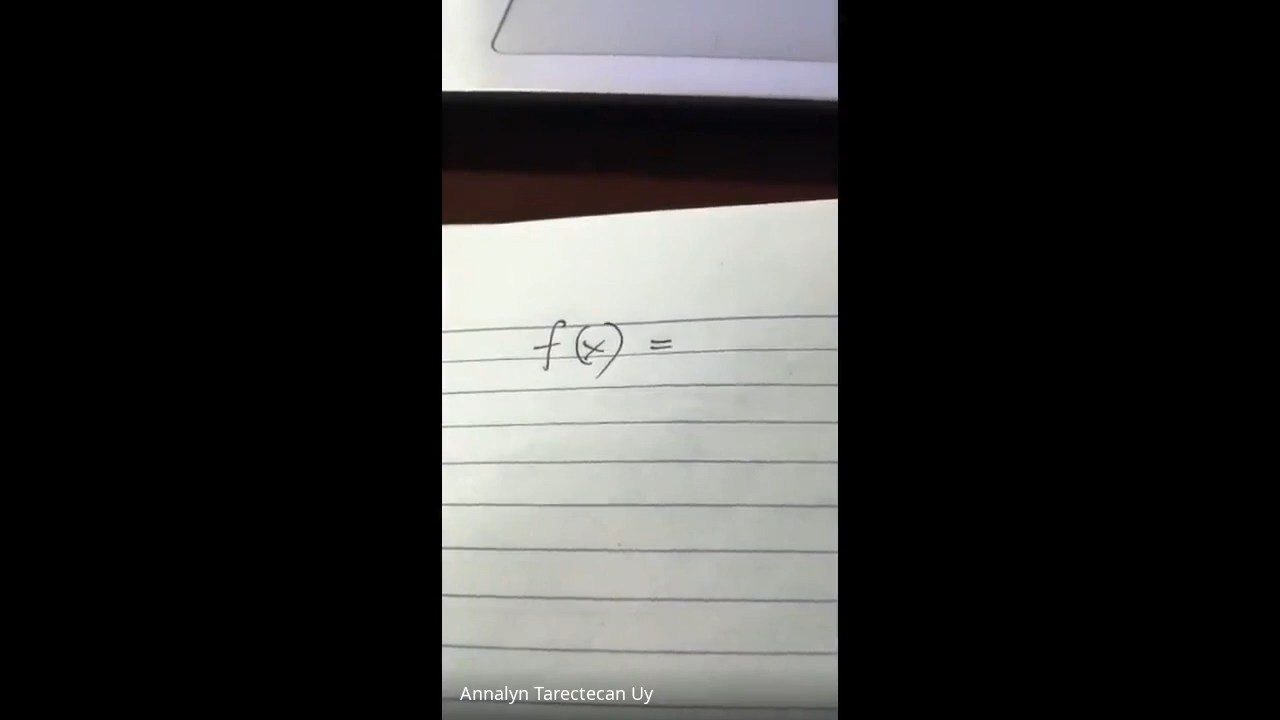 f(x) =
Annalyn Tarectecan Uy